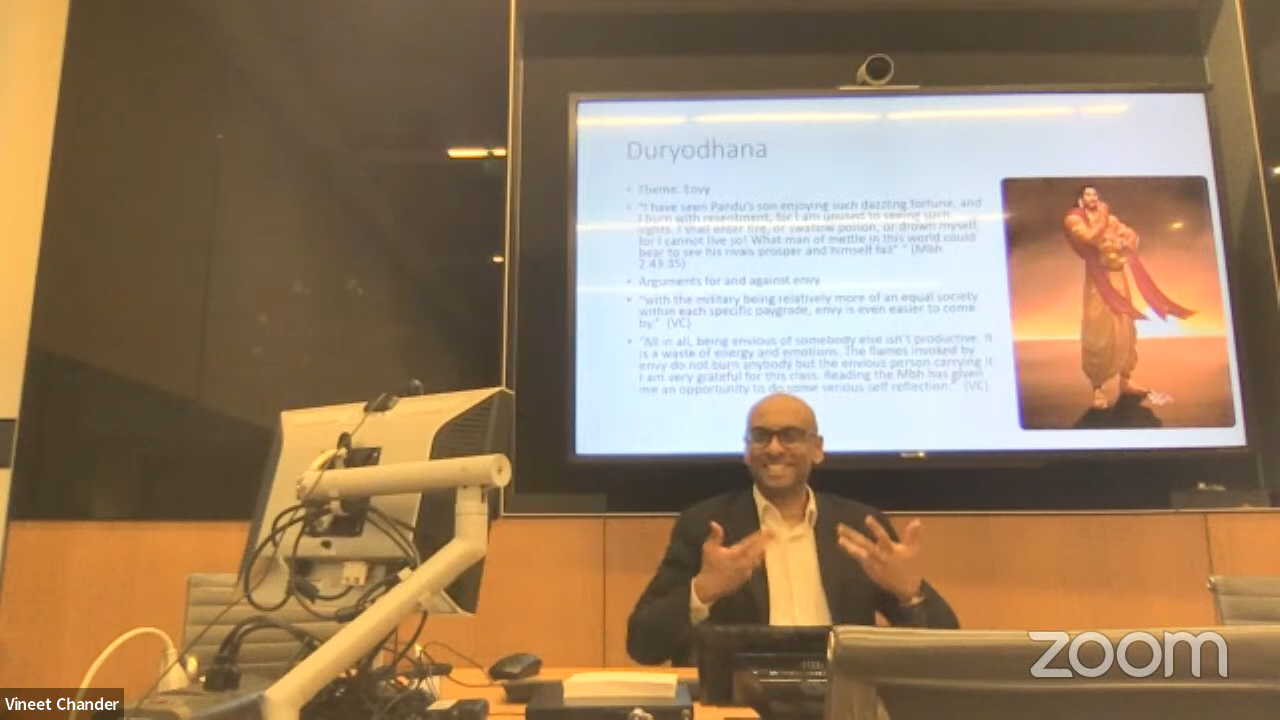 Duryodhana
• Theme: Envy
• "I have seen Pandu's son enjoying such dazzling fortune, and
I burn with resentment, for I am unused to seeing such
sights. I shall enter fire, or swallow poison, or drown myself,
for I cannot live so! What man of mettle in this world could
bear to see his rivals prosper and himself fail" " (Mbh
2.43.35)
• Arguments for and against envy
• "with the military being relatively more of an equal society
within each specific paygrade, envy is even easier to come
by." (VC)
• "All in all, being envious of somebody else isn't productive. It
is a waste of energy and emotions. The flames invoked by
envy do not burn anybody but the envious person carrying it
I am very grateful for this class. Reading the Mbh has given
me an opportunity to do some serious self reflection." (VC)
zoom
Vineet Chander